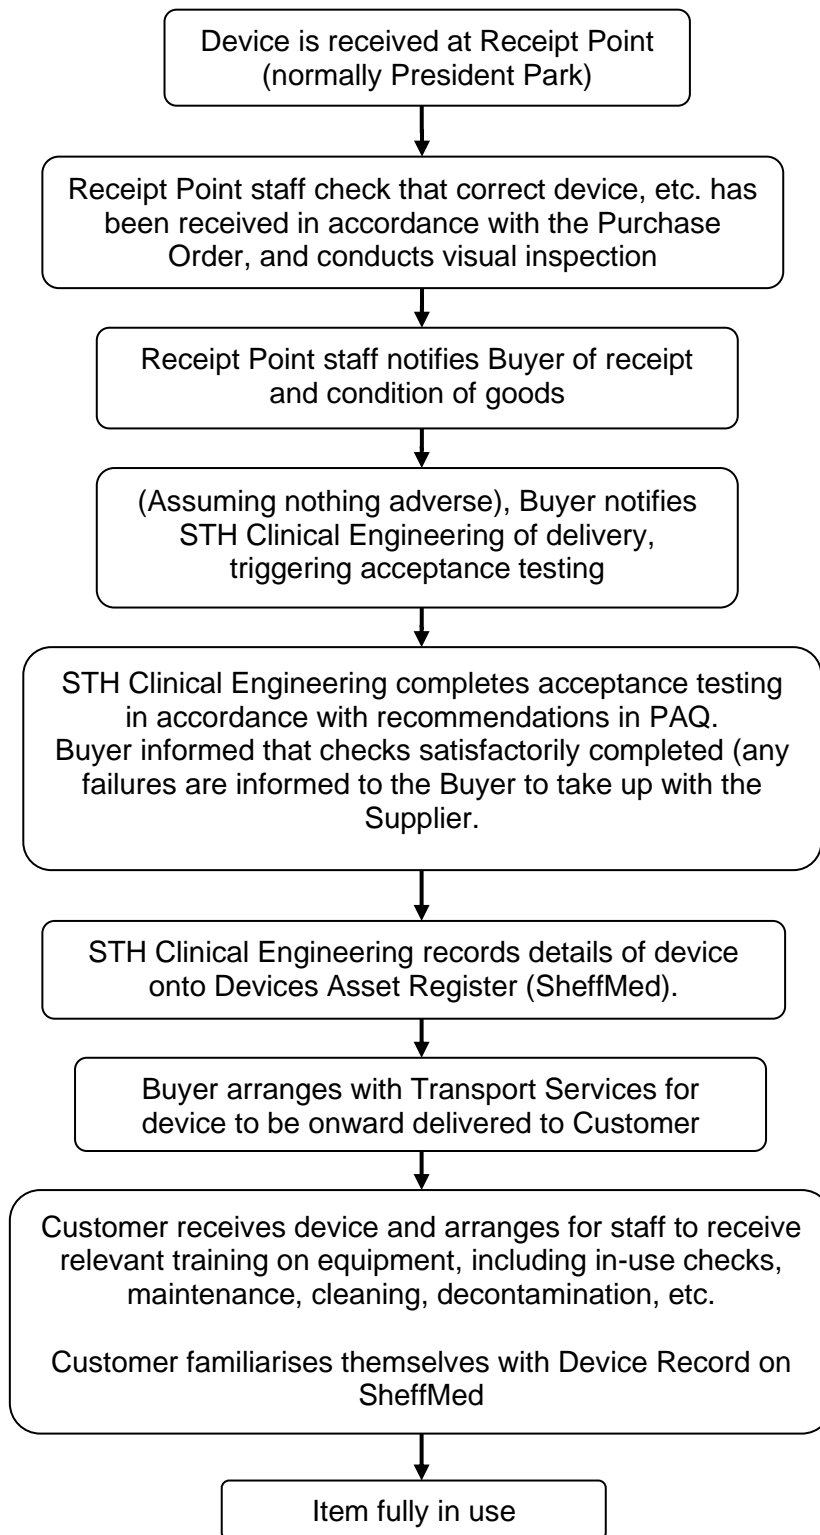 Device is received at Receipt Point
(normally President Park)
Receipt Point staff check that correct device, etc. has
been received in accordance with the Purchase
Order, and conducts visual inspection
Receipt Point staff notifies Buyer of receipt
and condition of goods
(Assuming nothing adverse), Buyer notifies
STH Clinical Engineering of delivery,
triggering acceptance testing
STH Clinical Engineering completes acceptance testing
in accordance with recommendations in PAQ.
Buyer informed that checks satisfactorily completed (any
failures are informed to the Buyer to take up with the
Supplier.
STH Clinical Engineering records details of device
onto Devices Asset Register (SheffMed).
Buyer arranges with Transport Services for
device to be onward delivered to Customer
Customer receives device and arranges for staff to receive
relevant training on equipment, including in-use checks,
maintenance, cleaning, decontamination, etc.
Customer familiarises themselves with Device Record on
SheffMed
Item fully in use